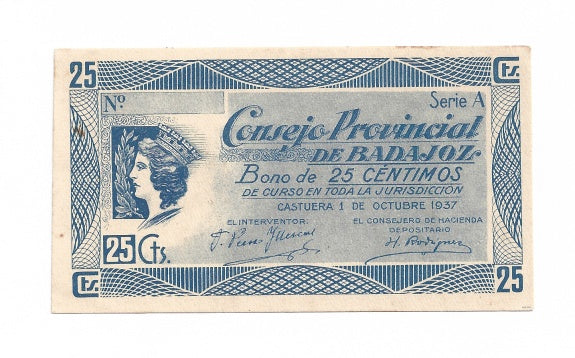 25
Cts.
Nº
Serie A
Consejo Provincial
DE BADAJOZ
Bono de 25 CÉNTIMOS
DE CURSO EN TODA LA JURISDICCIÓN
CASTUERA 1 DE OCTUBRE 1937
EL INTERVENTOR.
EL CONSEJERO DE HACIENDA
DEPOSITARIO
H. Rodriguez
25 Cts.
Cts.
25